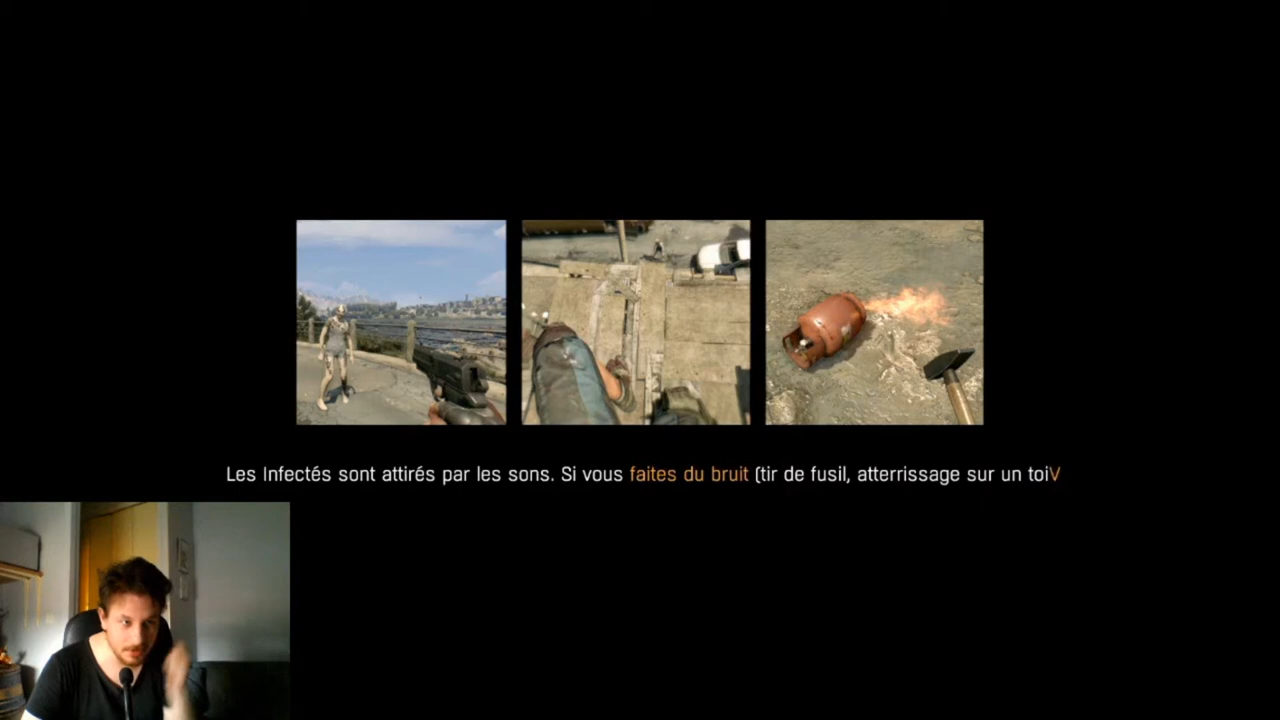 Les Infectés sont attirés par les sons. Si vous faites du bruit (tir de fusil, atterrissage sur un toiV